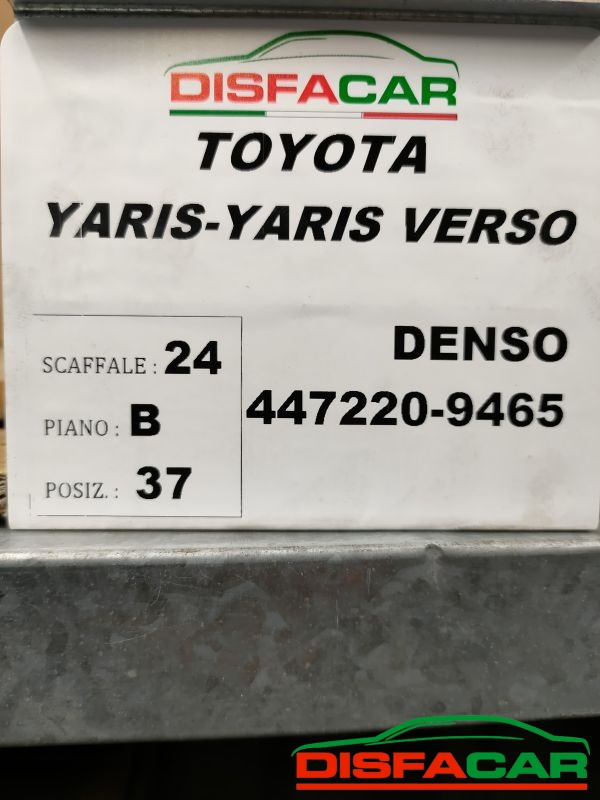 DISFACAR
TOYOTA
YARIS-YARIS VERSO
SCAFFALE : 24
PIANO : B
POSIZ. : 37
DENSO
447220-9465
DISFACAR